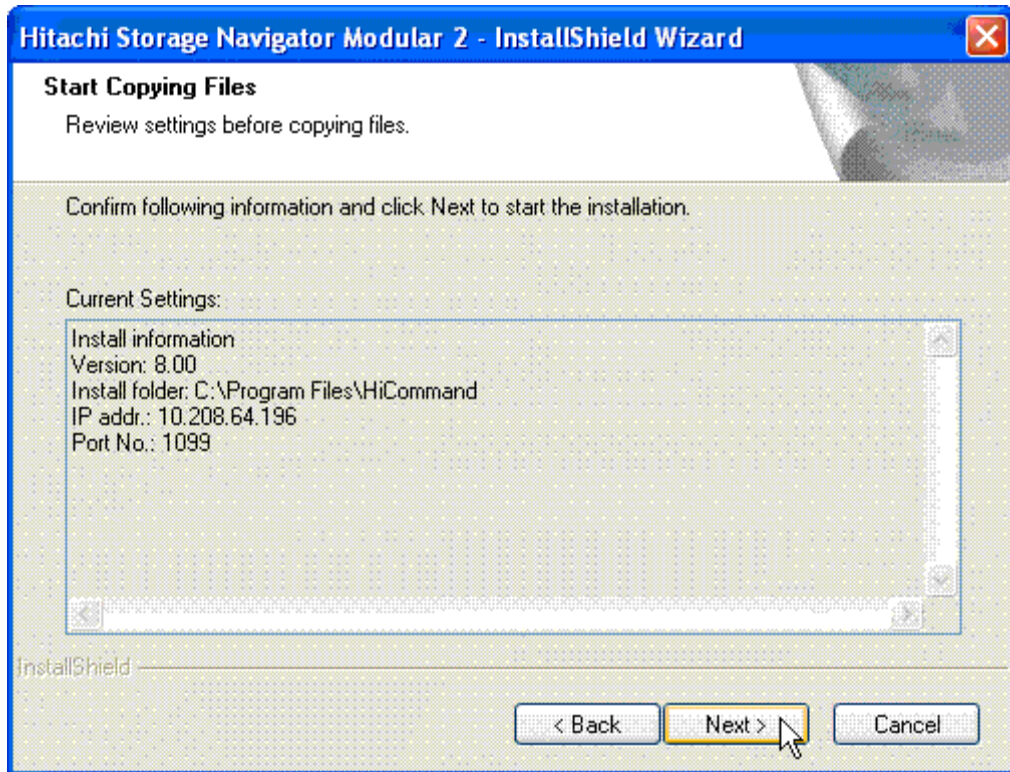 Hitachi Storage Navigator Modular 2 - InstallShield Wizard
Start Copying Files
Review settings before copying files.
Confirm following information and click Next to start the installation.
Current Settings:
Install information
Version: 8.00
Install folder: C:\Program Files\HiCommand
IP addr.: 10.208.64.196
Port No.: 1099
InstallShield
< Back
Next >
Cancel